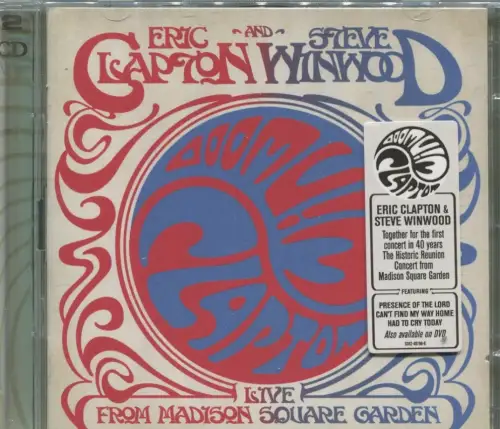 2
CD
ERIC ~AND~ STEVE
CLAPTON WINWOOD
WINWOOD
CLAPTON
LIVE
FROM MADISON SQUARE GARDEN
WINWOOD
CLAPTON
ERIC CLAPTON &
STEVE WINWOOD
Together for the first
concert in 40 years
The Historic Reunion
Concert from
Madison Square Garden
FEATURING
PRESENCE OF THE LORD
CAN'T FIND MY WAY HOME
HAD TO CRY TODAY
Also available on DVD